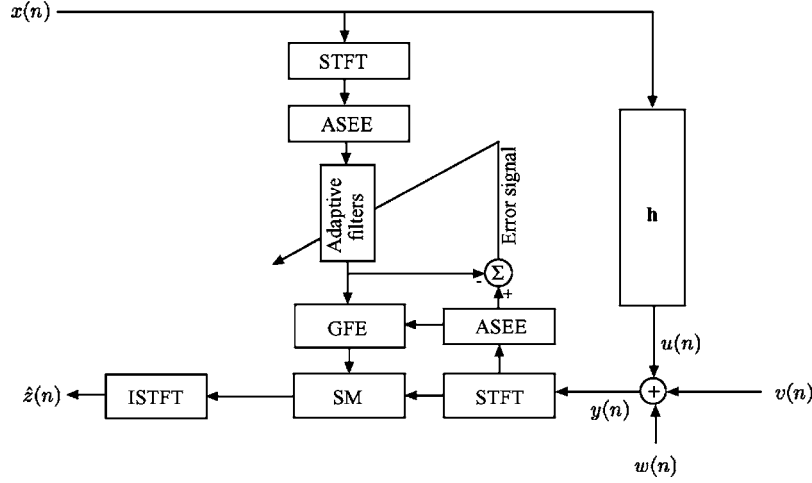 x(n)
STFT
ASEE
Adaptive
filters
Error signal
h
Σ
-
+
GFE
ASEE
u(n)
ẑ(n)
ISTFT
SM
STFT
y(n)
+
v(n)
w(n)